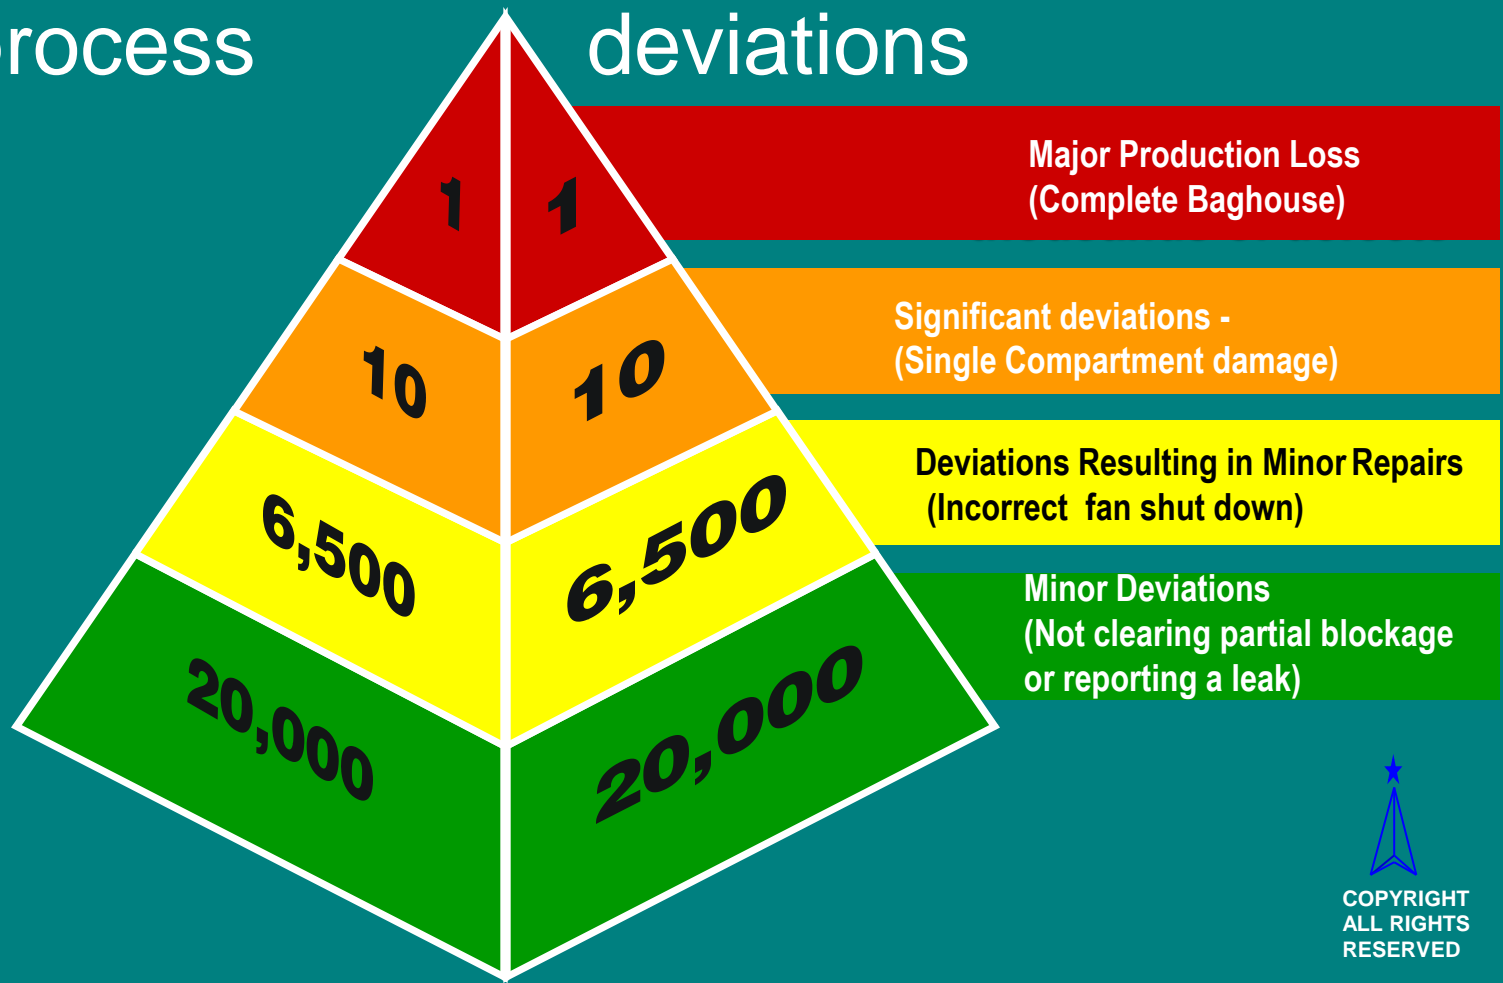 rocess deviations
1 1
Major Production Loss
(Complete Baghouse)
10 10
Significant deviations -
(Single Compartment damage)
6,500 6,500
Deviations Resulting in Minor Repairs
(Incorrect fan shut down)
20,000 20,000
Minor Deviations
(Not clearing partial blockage
or reporting a leak)
COPYRIGHT
ALL RIGHTS
RESERVED